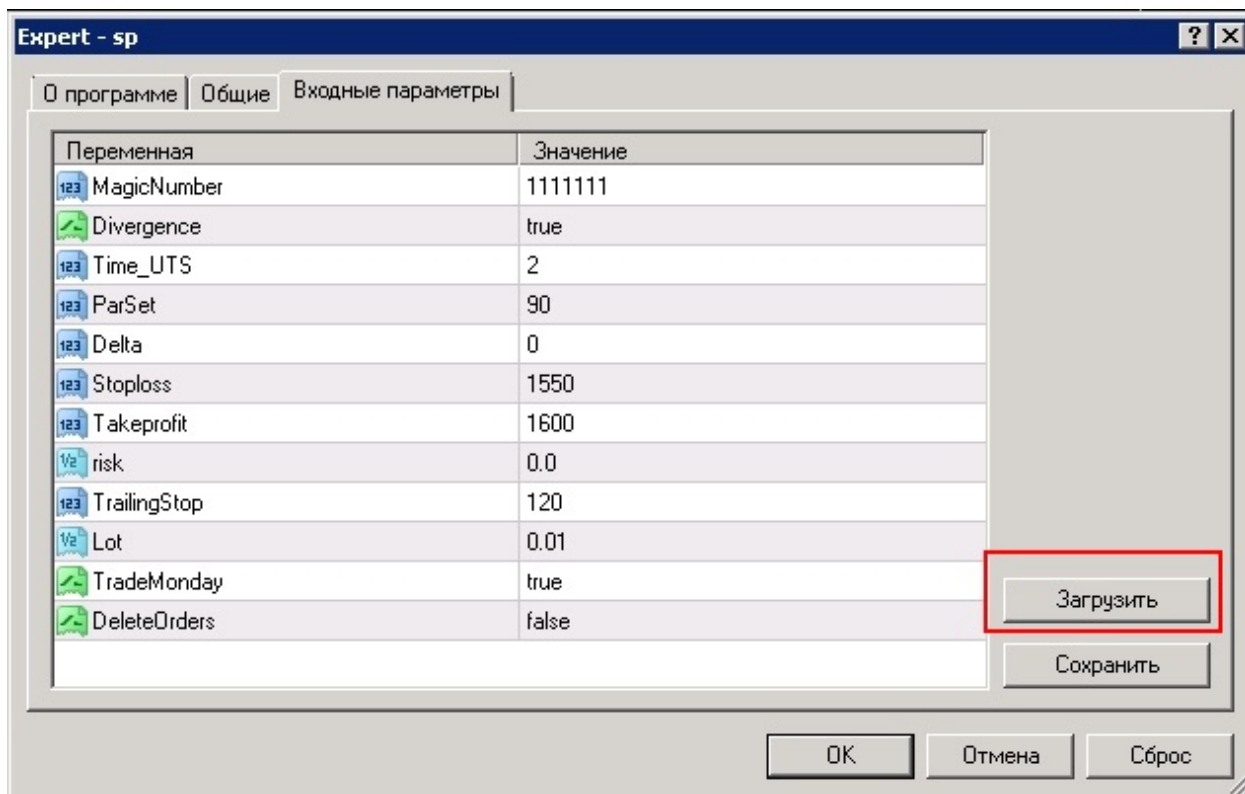 Expert - sp
О программе Общие Входные параметры
Переменная Значение
MagicNumber 1111111
Divergence true
Time_UTS 2
ParSet 90
Delta 0
Stoploss 1550
Takeprofit 1600
risk 0.0
TrailingStop 120
Lot 0.01
TradeMonday true
DeleteOrders false
Загрузить
Сохранить
OK Отмена Сброс